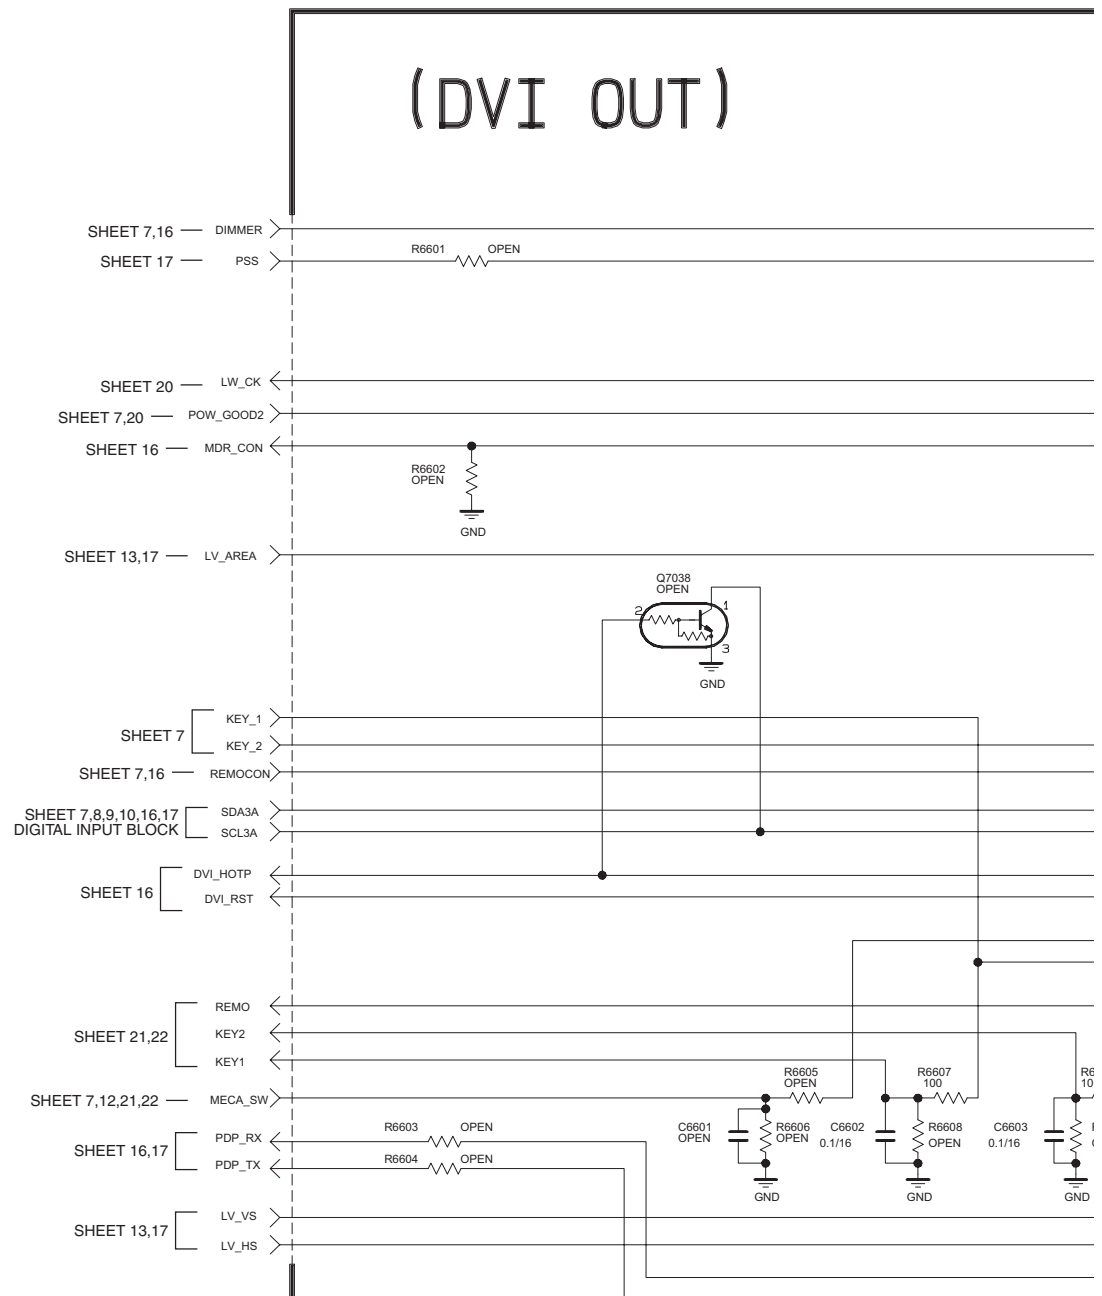 (DVI OUT)
SHEET 7,16 DIMMER
R6601 OPEN
SHEET 17 PSS
SHEET 20 LW_CK
SHEET 7,20 POW_GOOD2
SHEET 16 MDR_CON
R6602
OPEN
GND
SHEET 13,17 LV_AREA
Q7038
OPEN
2
1
3
GND
SHEET 7
KEY_1
KEY_2
SHEET 7,16 REMOCON
SHEET 7,8,9,10,16,17
DIGITAL INPUT BLOCK
SDA3A
SCL3A
SHEET 16
DVI_HOTP
DVI_RST
SHEET 21,22
REMO
KEY2
KEY1
SHEET 7,12,21,22 MECA_SW
R6605
OPEN
R6607
100
R6
10
C6601
OPEN
R6606
OPEN
C6602
0.1/16
R6608
OPEN
C6603
0.1/16
GND
GND
GND
SHEET 16,17
PDP_RX
R6603 OPEN
PDP_TX
R6604 OPEN
SHEET 13,17
LV_VS
LV_HS